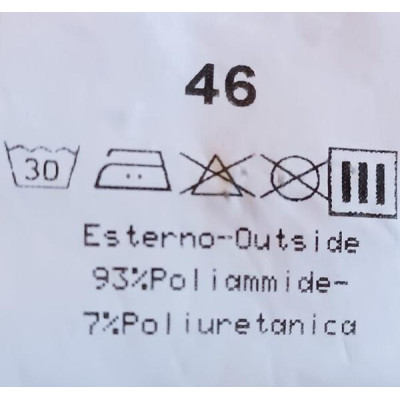 46
30
Esterno-Outside
93%Poliammide-
7%Poliuretanica